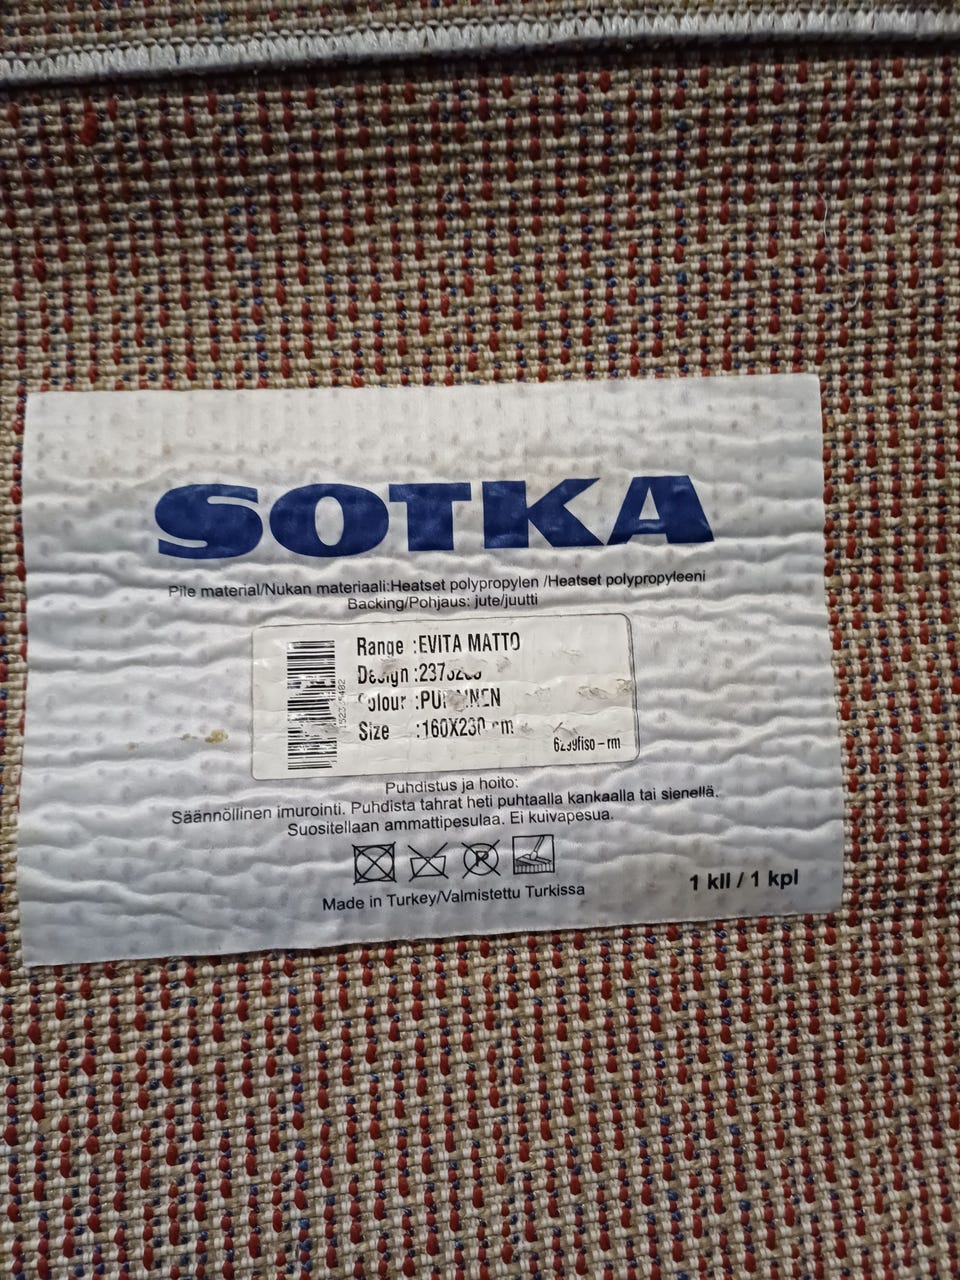 SOTKA
Pile material/Nukan materiaali:Heatset polypropylen /Heatset polypropyleeni
Backing/Pohjaus: jute/juutti
Range :EVITA MATTO
Design
Colour
Size :160X230 cm
Puhdistus ja hoito:
Säännöllinen imurointi. Puhdista tahrat heti puhtaalla kankaalla tai sienellä.
Suositellaan ammattipesulaa. Ei kuivapesua.
P
Made in Turkey/Valmistettu Turkissa
1 kll / 1 kpl